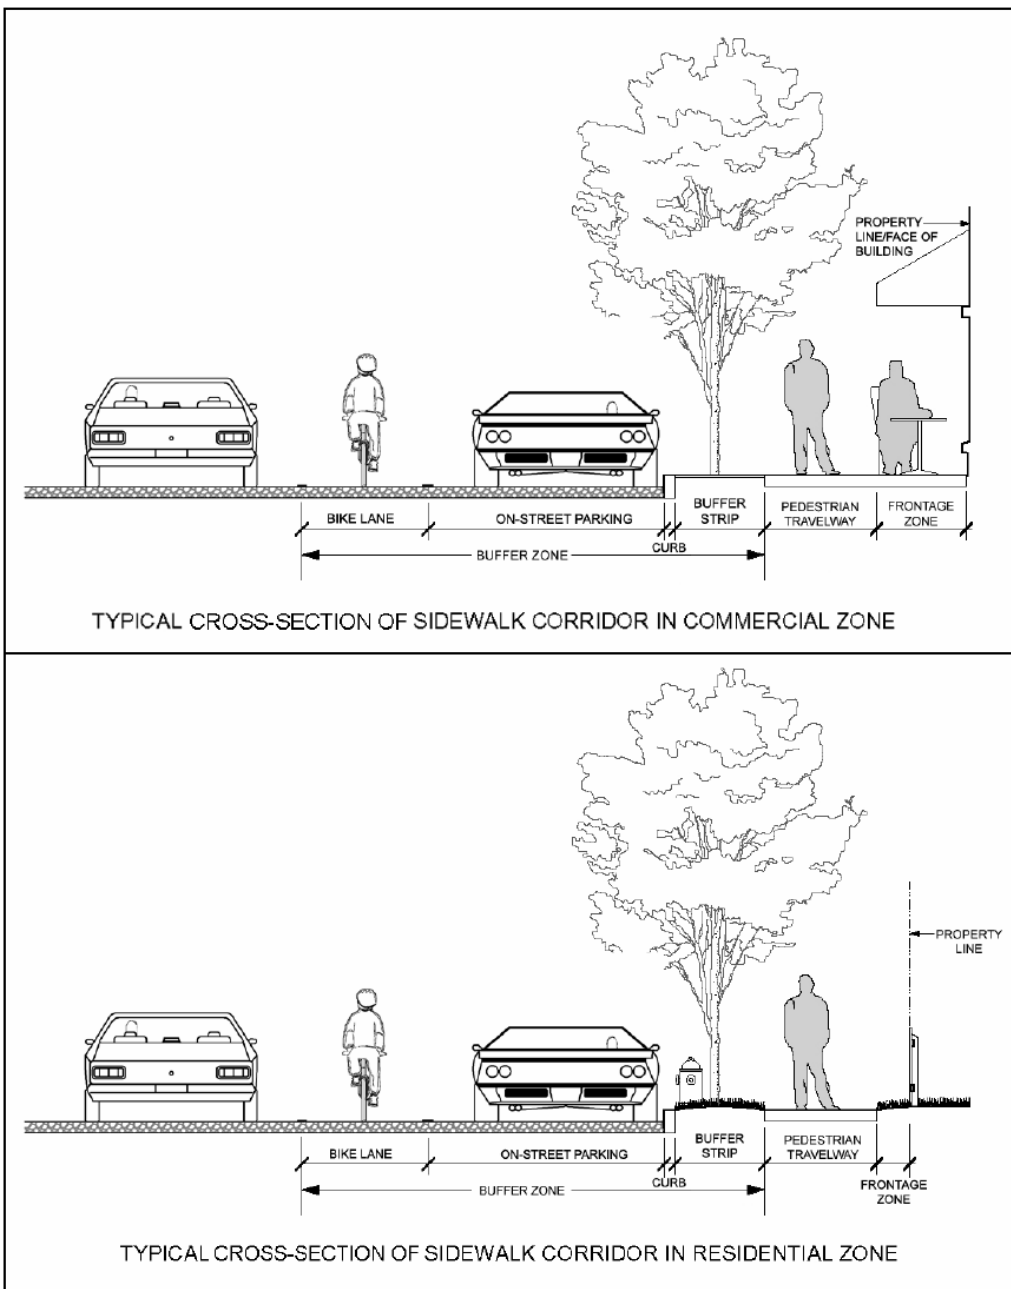 PROPERTY
LINE/FACE OF
BUILDING
BIKE LANE
ON-STREET PARKING
CURB
BUFFER
STRIP
PEDESTRIAN
TRAVELWAY
FRONTAGE
ZONE
BUFFER ZONE
TYPICAL CROSS-SECTION OF SIDEWALK CORRIDOR IN COMMERCIAL ZONE
PROPERTY
LINE
BIKE LANE
ON-STREET PARKING
CURB
BUFFER
STRIP
PEDESTRIAN
TRAVELWAY
FRONTAGE
ZONE
BUFFER ZONE
TYPICAL CROSS-SECTION OF SIDEWALK CORRIDOR IN RESIDENTIAL ZONE